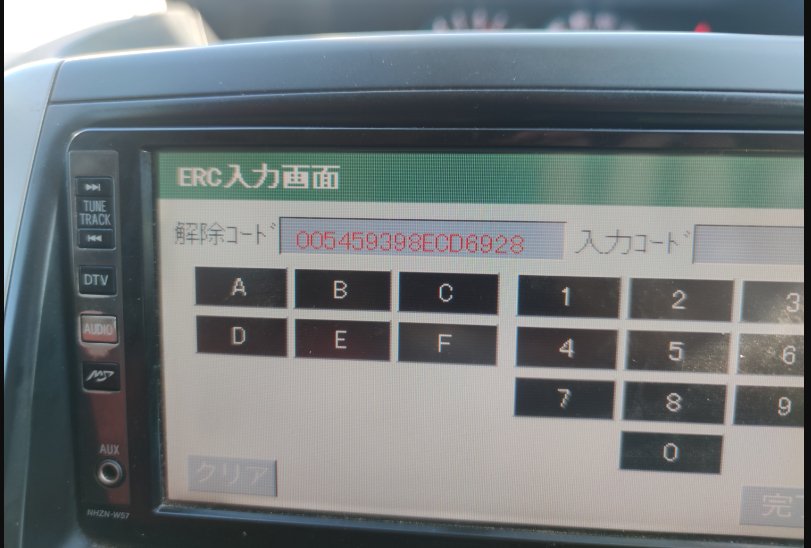 ERC入力画面
TUNE
TRACK
解除コード 005459398ECD6928 入力コード
DTV
A B C 1 2 3
AUDIO
D E F 4 5 6
MS
7 8 9
AUX
0
クリア
完
NHZN-W57